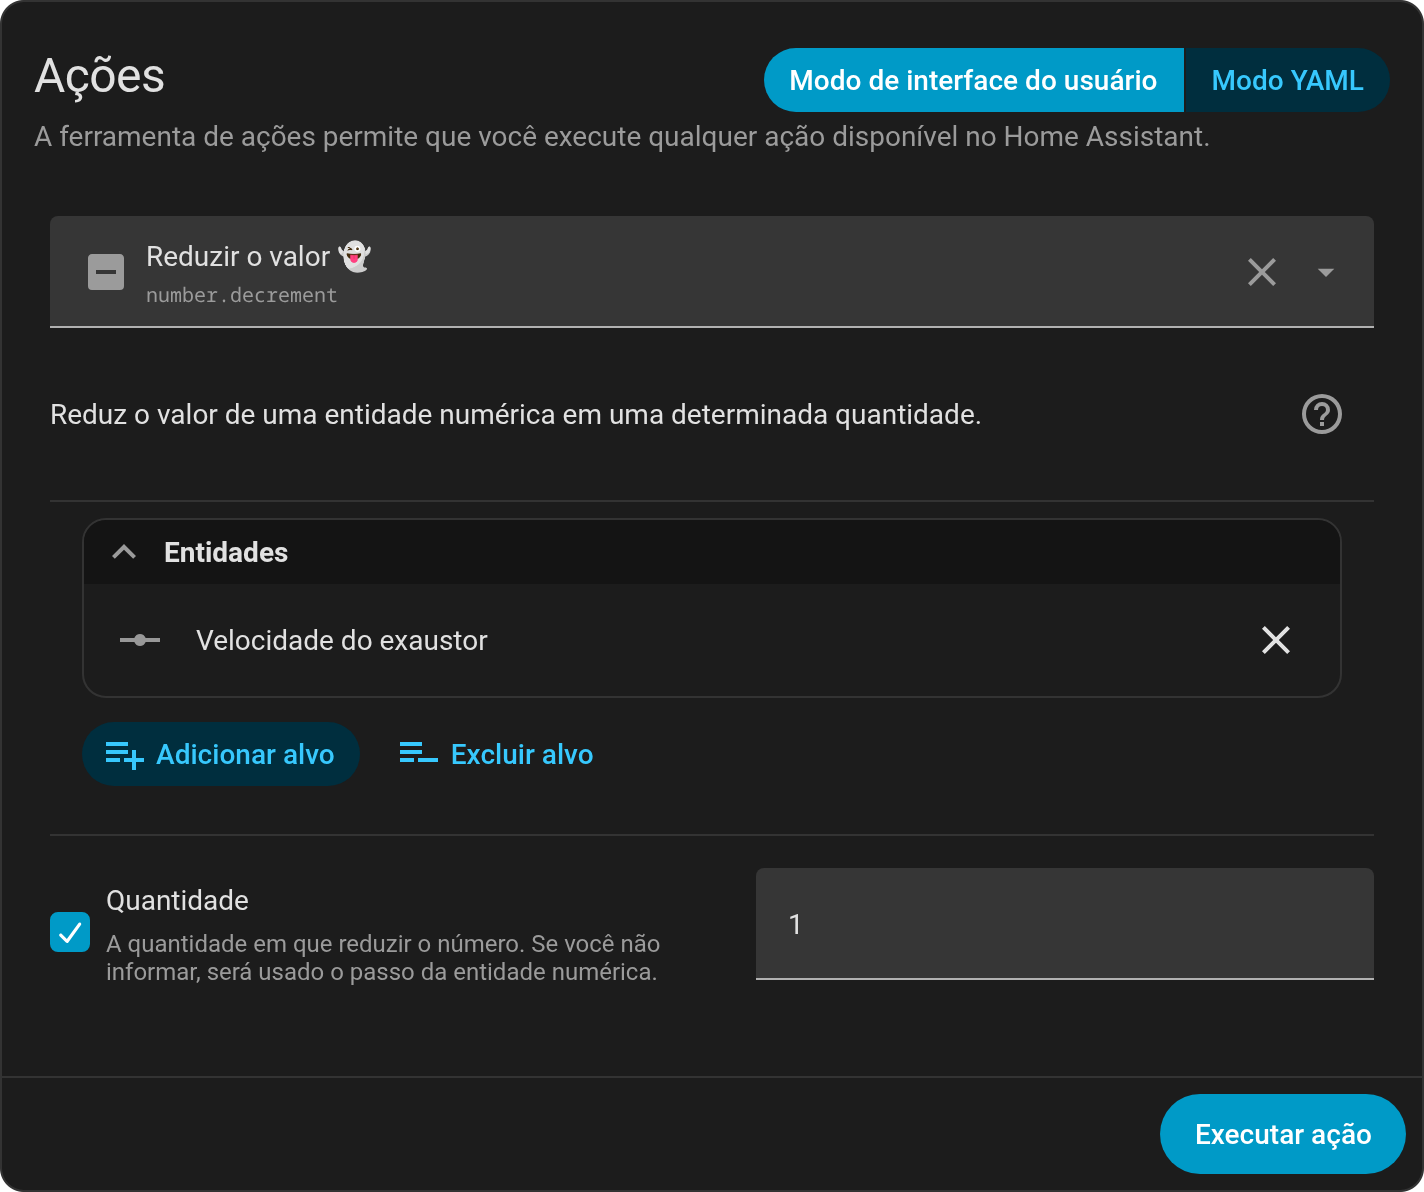 Ações
Modo de interface do usuário
Modo YAML
A ferramenta de ações permite que você execute qualquer ação disponível no Home Assistant.
Reduzir o valor 👻
number.decrement
Reduz o valor de uma entidade numérica em uma determinada quantidade.
Entidades
Velocidade do exaustor
Adicionar alvo
Excluir alvo
Quantidade
A quantidade em que reduzir o número. Se você não
informar, será usado o passo da entidade numérica.
1
Executar ação